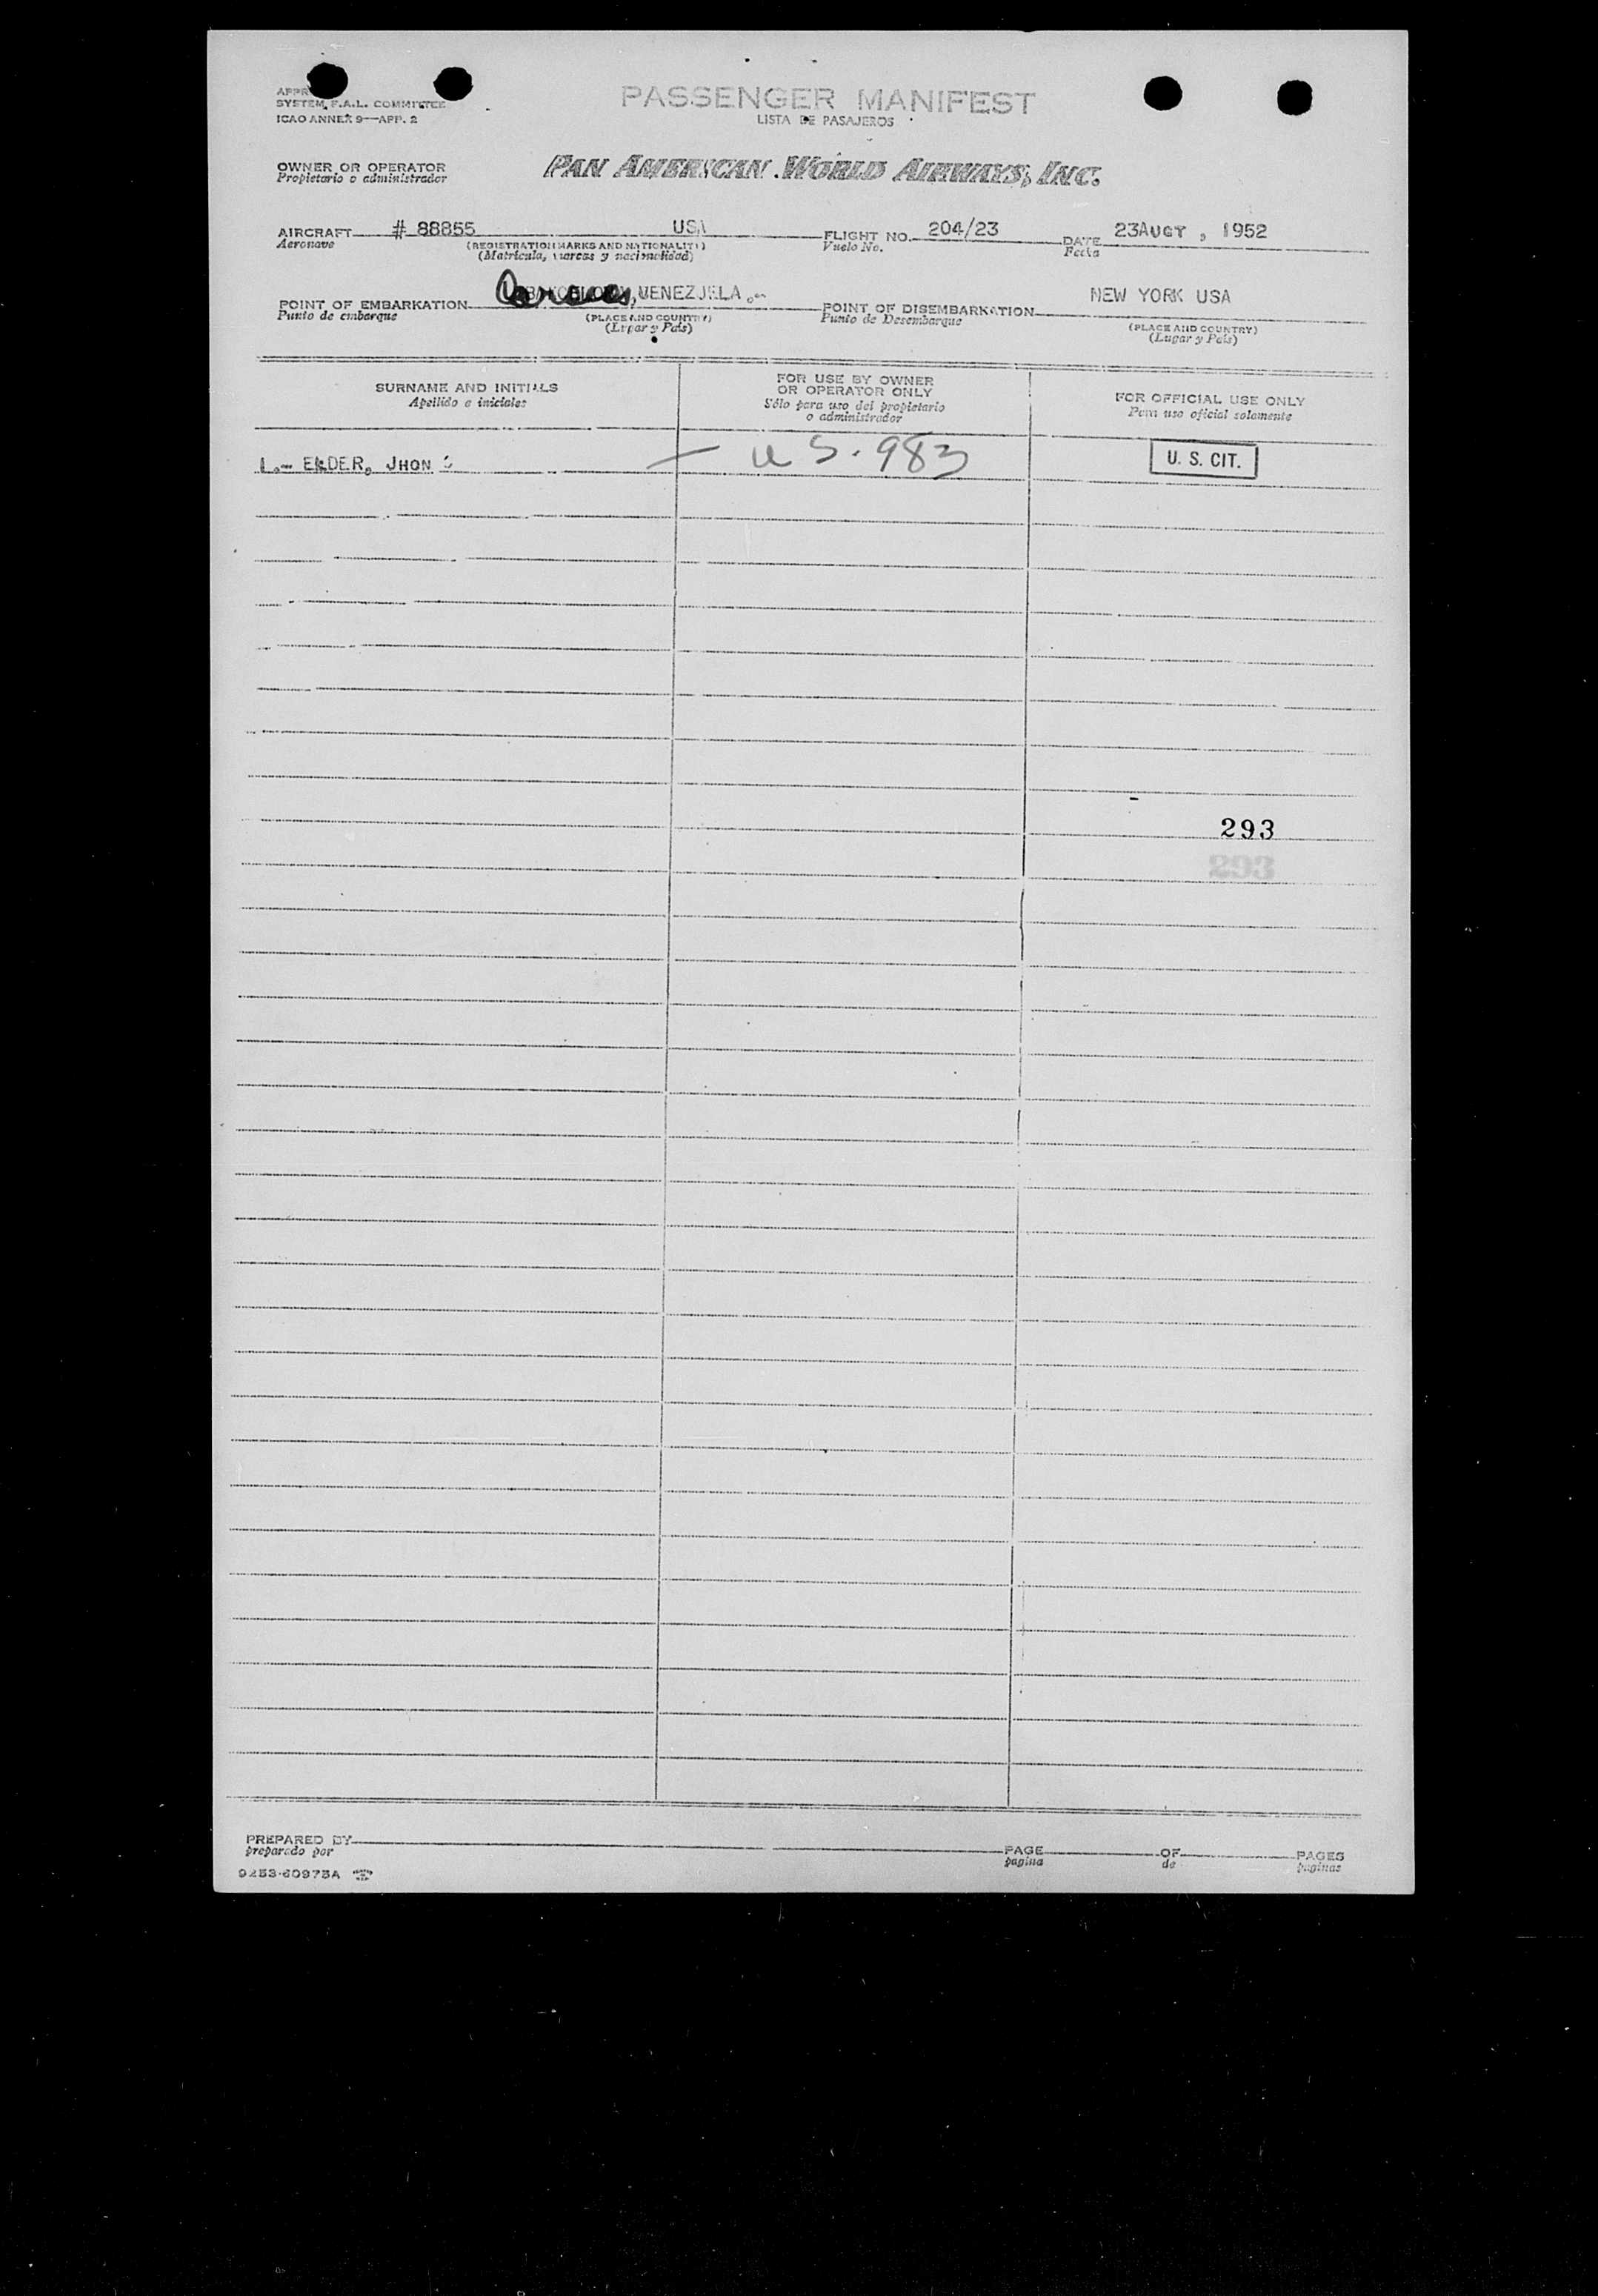 SYSTEM, F.A.L. COMMITTEE
ICAO ANNEX 9—APP. 2
PASSENGER MANIFEST
LISTA DE PASAJEROS
OWNER OR OPERATOR
Propietario o administrador
PAN AMERICAN WORLD AIRWAYS, INC.
AIRCRAFT # 88855 USA
Aeronave
(REGISTRATION MARKS AND NATIONALITY)
(Matricula, marcas y nacionalidad)
FLIGHT NO. 204/23
Vuelo No.
DATE 23AUGT , 1952
Fecha
POINT OF EMBARKATION Caracas, VENEZUELA.-
Punto de embarque
(PLACE AND COUNTRY)
(Lugar y País)
POINT OF DISEMBARKATION NEW YORK USA
Punto de Desembarque
(PLACE AND COUNTRY)
(Lugar y País)
SURNAME AND INITIALS
Apellido e iniciales
FOR USE BY OWNER
OR OPERATOR ONLY
Sólo para uso del propietario
o administrador
FOR OFFICIAL USE ONLY
Para uso oficial solamente
1.- ELDER, JHON — US. 983 U. S. CIT.
293
293
PREPARED BY
preparado por
PAGE OF PAGES
pagina de paginas
9253-60975A